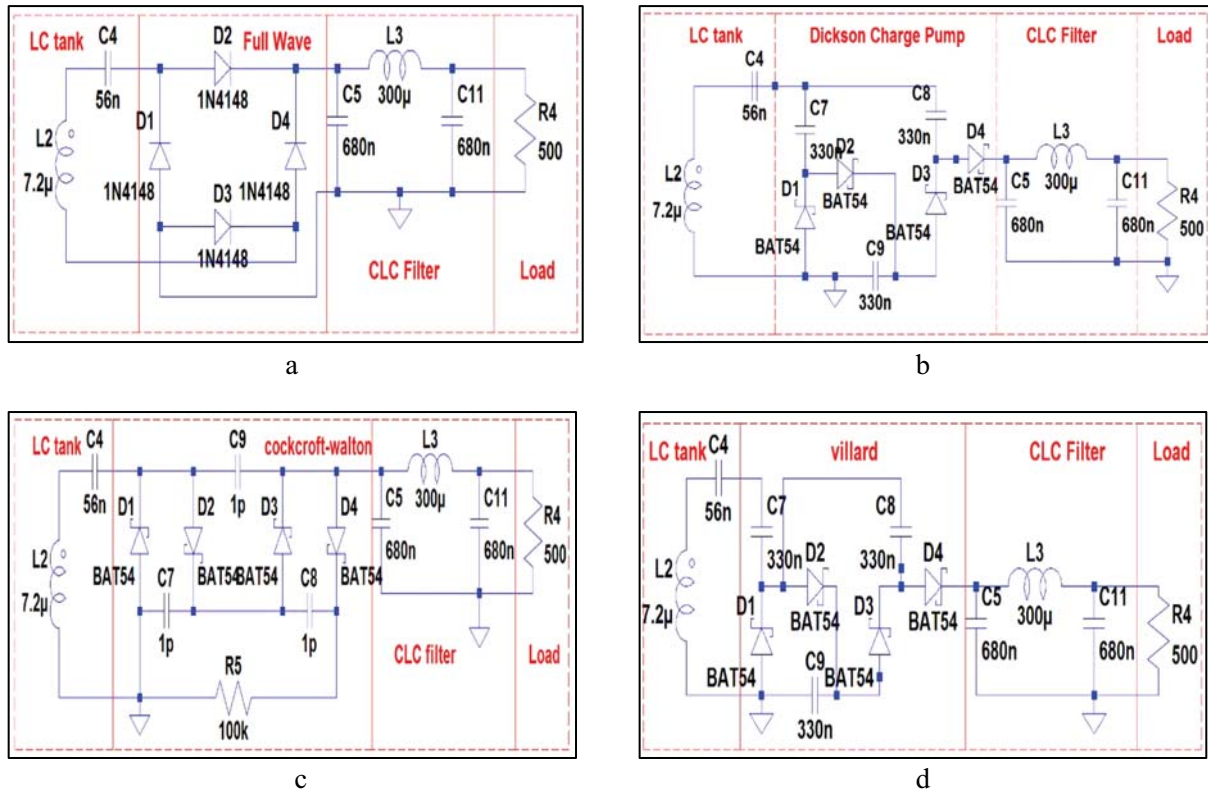 LC tank
C4
56n
L2
7.2µ
D2
Full Wave
1N4148
D1
D4
1N4148
1N4148
D3
1N4148
L3
300µ
C5
680n
C11
680n
R4
500
CLC Filter
Load
a
LC tank
Dickson Charge Pump
CLC Filter
Load
C4
56n
L2
7.2µ
C7
330n
C8
330n
D2
BAT54
D1
BAT54
D4
BAT54
D3
BAT54
C9
330n
L3
300µ
C5
680n
C11
680n
R4
500
b
LC tank
C4
56n
L2
7.2µ
C9
1p
cockcroft-walton
D1
BAT54
D2
BAT54
D3
BAT54
D4
BAT54
C7
1p
C8
1p
R5
100k
L3
300µ
C5
680n
C11
680n
R4
500
CLC filter
Load
c
LC tank
C4
56n
L2
7.2µ
villard
CLC Filter
Load
C7
330n
C8
330n
D2
BAT54
D4
BAT54
D1
BAT54
D3
BAT54
C9
330n
L3
300µ
C5
680n
C11
680n
R4
500
d